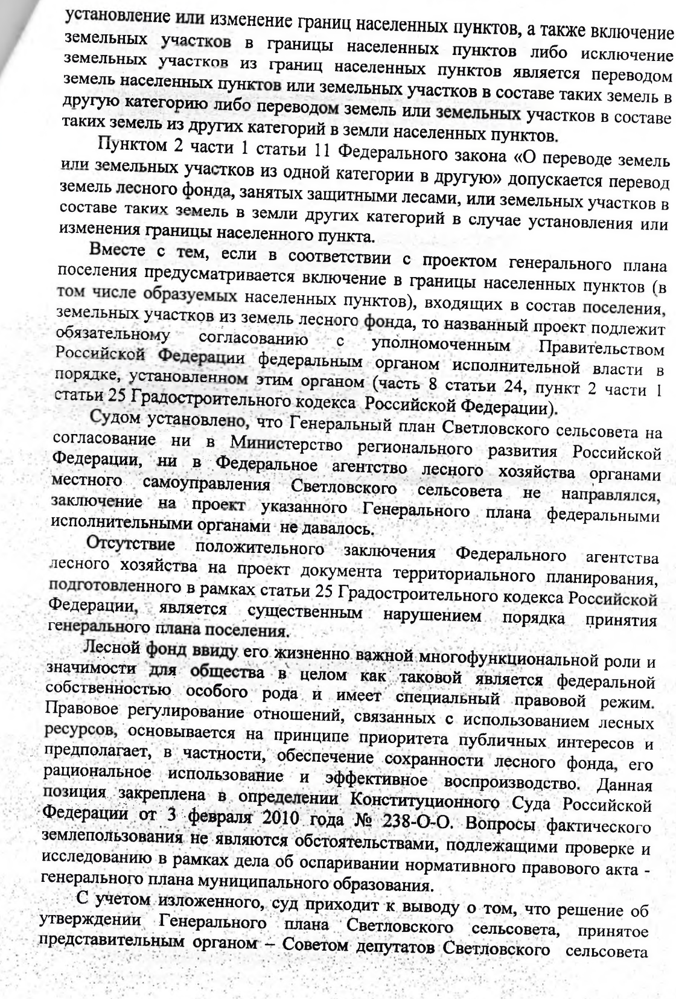 установление или изменение границ населенных пунктов, а также включение
земельных участков в границы населенных пунктов либо исключение
земельных участков из границ населенных пунктов является переводом
земель населенных пунктов или земельных участков в составе таких земель в
другую категорию либо переводом земель или земельных участков в составе
таких земель из других категорий в земли населенных пунктов.
Пунктом 2 части 1 статьи 11 Федерального закона «О переводе земель
или земельных участков из одной категории в другую» допускается перевод
земель лесного фонда, занятых защитными лесами, или земельных участков в
составе таких земель в земли других категорий в случае установления или
изменения границы населенного пункта.
Вместе с тем, если в соответствии с проектом генерального плана
поселения предусматривается включение в границы населенных пунктов (в
том числе образуемых населенных пунктов), входящих в состав поселения,
земельных участков из земель лесного фонда, то названный проект подлежит
обязательному согласованию с уполномоченным Правительством
Российской Федерации федеральным органом исполнительной власти в
порядке, установленном этим органом (часть 8 статьи 24, пункт 2 части 1
статьи 25 Градостроительного кодекса Российской Федерации).
Судом установлено, что Генеральный план Светловского сельсовета на
согласование ни в Министерство регионального развития Российской
Федерации, ни в Федеральное агентство лесного хозяйства органами
местного самоуправления Светловского сельсовета не направлялся,
заключение на проект указанного Генерального плана федеральными
исполнительными органами не давалось.
Отсутствие положительного заключения Федерального агентства
лесного хозяйства на проект документа территориального планирования,
подготовленного в рамках статьи 25 Градостроительного кодекса Российской
Федерации, является существенным нарушением порядка принятия
генерального плана поселения.
Лесной фонд ввиду его жизненно важной многофункциональной роли и
значимости для общества в целом как таковой является федеральной
собственностью особого рода и имеет специальный правовой режим.
Правовое регулирование отношений, связанных с использованием лесных
ресурсов, основывается на принципе приоритета публичных интересов и
предполагает, в частности, обеспечение сохранности лесного фонда, его
рациональное использование и эффективное воспроизводство. Данная
позиция закреплена в определении Конституционного Суда Российской
Федерации от 3 февраля 2010 года № 238-О-О. Вопросы фактического
землепользования не являются обстоятельствами, подлежащими проверке и
исследованию в рамках дела об оспаривании нормативного правового акта -
генерального плана муниципального образования.
С учетом изложенного, суд приходит к выводу о том, что решение об
утверждении Генерального плана Светловского сельсовета, принятое
представительным органом – Советом депутатов Светловского сельсовета